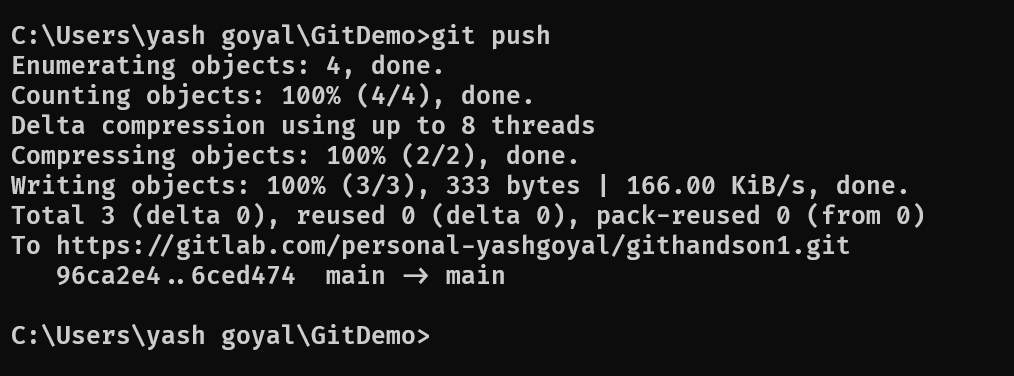 C:\Users\yash goyal\GitDemo>git push
Enumerating objects: 4, done.
Counting objects: 100% (4/4), done.
Delta compression using up to 8 threads
Compressing objects: 100% (2/2), done.
Writing objects: 100% (3/3), 333 bytes | 166.00 KiB/s, done.
Total 3 (delta 0), reused 0 (delta 0), pack-reused 0 (from 0)
To https://gitlab.com/personal-yashgoyal/githandson1.git
   96ca2e4..6ced474  main -> main
C:\Users\yash goyal\GitDemo>